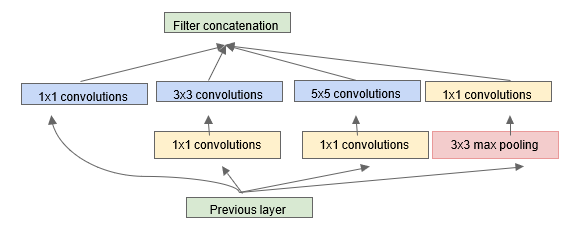 Filter concatenation
1x1 convolutions
3x3 convolutions
5x5 convolutions
1x1 convolutions
1x1 convolutions
1x1 convolutions
3x3 max pooling
Previous layer